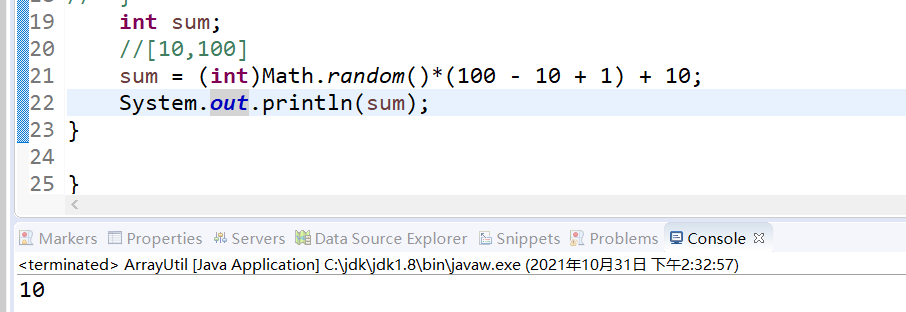 19 int sum;
20 //[10,100]
21 sum = (int)Math.random()*(100 - 10 + 1) + 10;
22 System.out.println(sum);
23 }
24
25 }
Markers Properties Servers Data Source Explorer Snippets Problems Console
<terminated> ArrayUtil [Java Application] C:\jdk\jdk1.8\bin\javaw.exe (2021年10月31日 下午2:32:57)
10